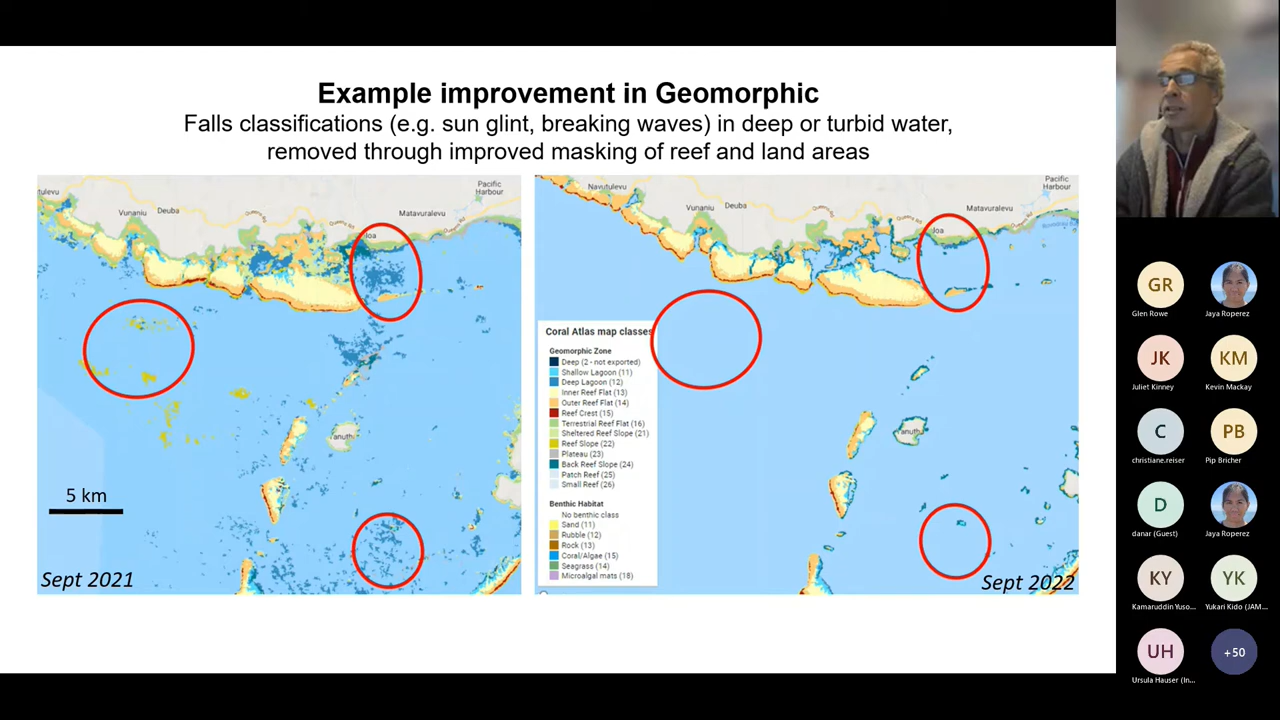 Example improvement in Geomorphic
Falls classifications (e.g. sun glint, breaking waves) in deep or turbid water,
removed through improved masking of reef and land areas
tulevu
Vunaniu
Deuba
Pacific
Harbour
Matavuralevu
loa
Yanutha
5 km
Sept 2021
Navutulevu
Vunaniu
Deuba
Pacific
Harbour
Matavuralevu
loa
Yanutha
Coral Atlas map classes
Geomorphic Zone
Deep (2 - not exported)
Shallow Lagoon (11)
Deep Lagoon (12)
Inner Reef Flat (13)
Outer Reef Flat (14)
Reef Crest (15)
Terrestrial Reef Flat (16)
Sheltered Reef Slope (21)
Reef Slope (22)
Plateau (23)
Back Reef Slope (24)
Patch Reef (25)
Small Reef (26)
Benthic Habitat
No benthic class
Sand (11)
Rubble (12)
Rock (13)
Coral/Algae (15)
Seagrass (14)
Microalgal mats (18)
Sept 2022
GR
Glen Rowe
Jaya Roperez
JK
Juliet Kinney
KM
Kevin Mackay
C
christiane.reiser
PB
Pip Bricher
D
danar (Guest)
Jaya Roperez
KY
Kamaruddin Yuso...
YK
Yukari Kido (JAM...
UH
Ursula Hauser (In...
+50